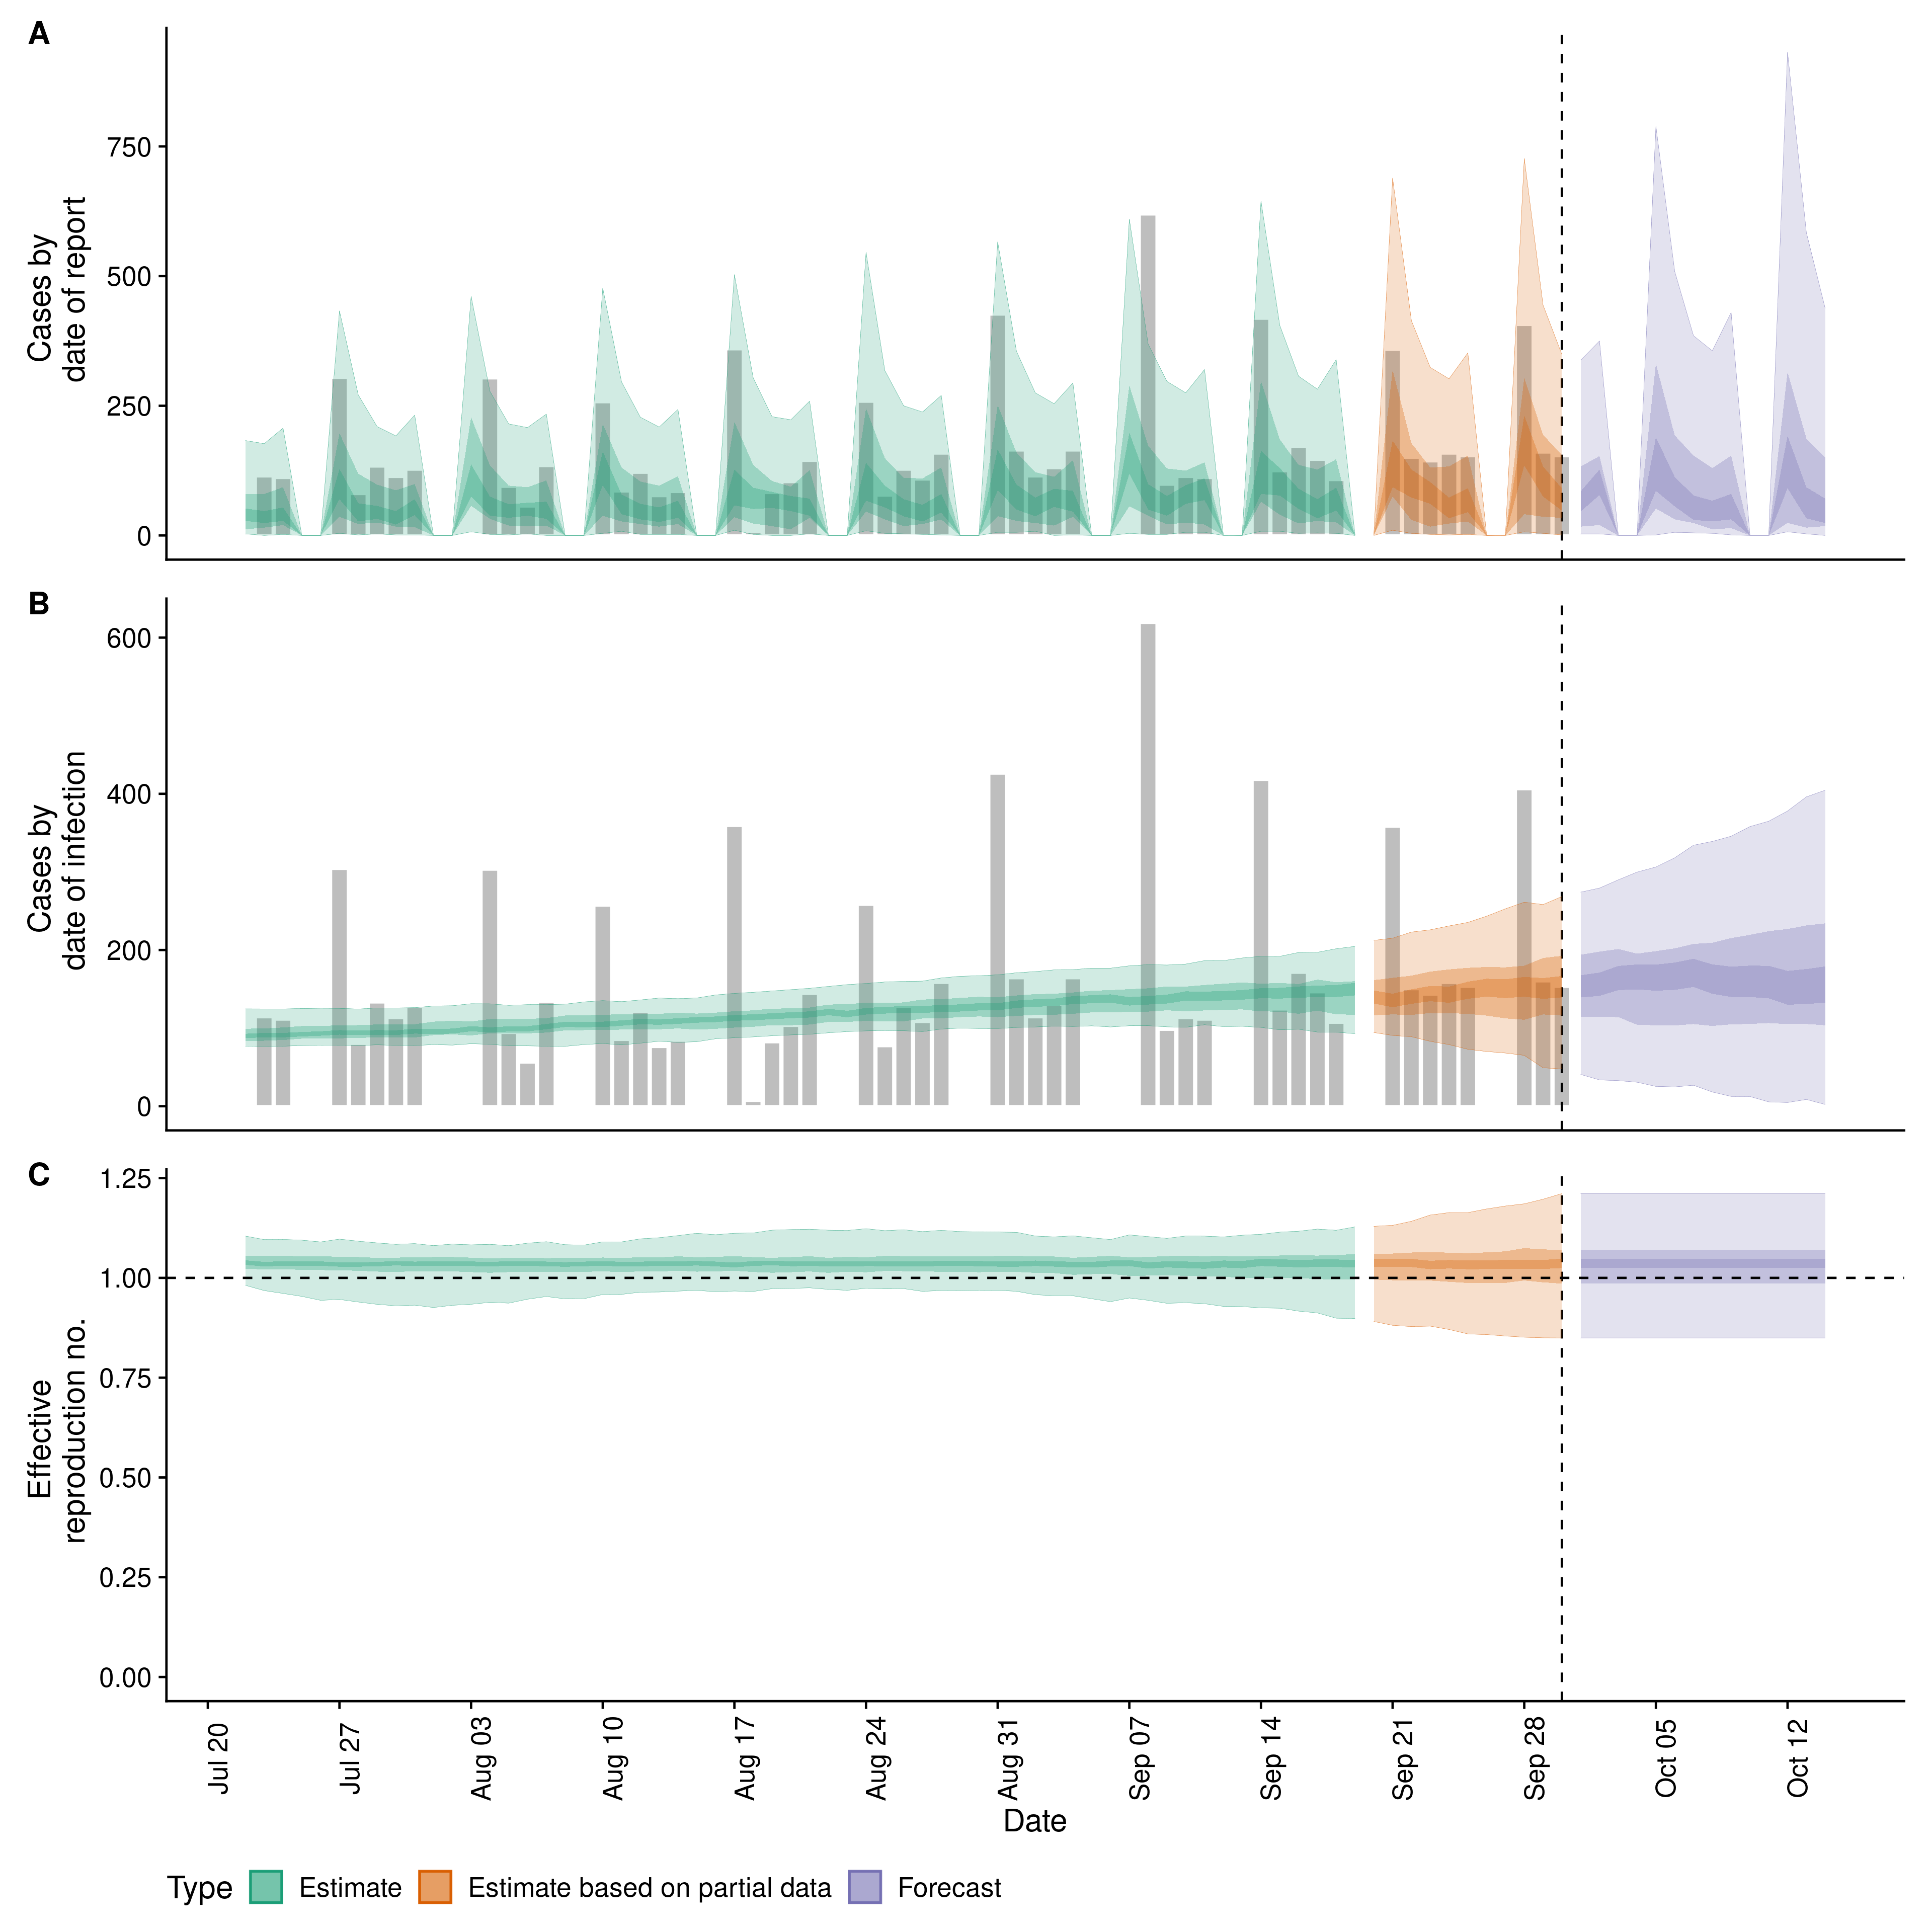 A
Cases by
date of report
750
500
250
0
B
Cases by
date of infection
600
400
200
0
C
Effective
reproduction no.
1.25
1.00
0.75
0.50
0.25
0.00
Jul 20
Jul 27
Aug 03
Aug 10
Aug 17
Aug 24
Aug 31
Sep 07
Sep 14
Sep 21
Sep 28
Oct 05
Oct 12
Date
Type Estimate Estimate based on partial data Forecast